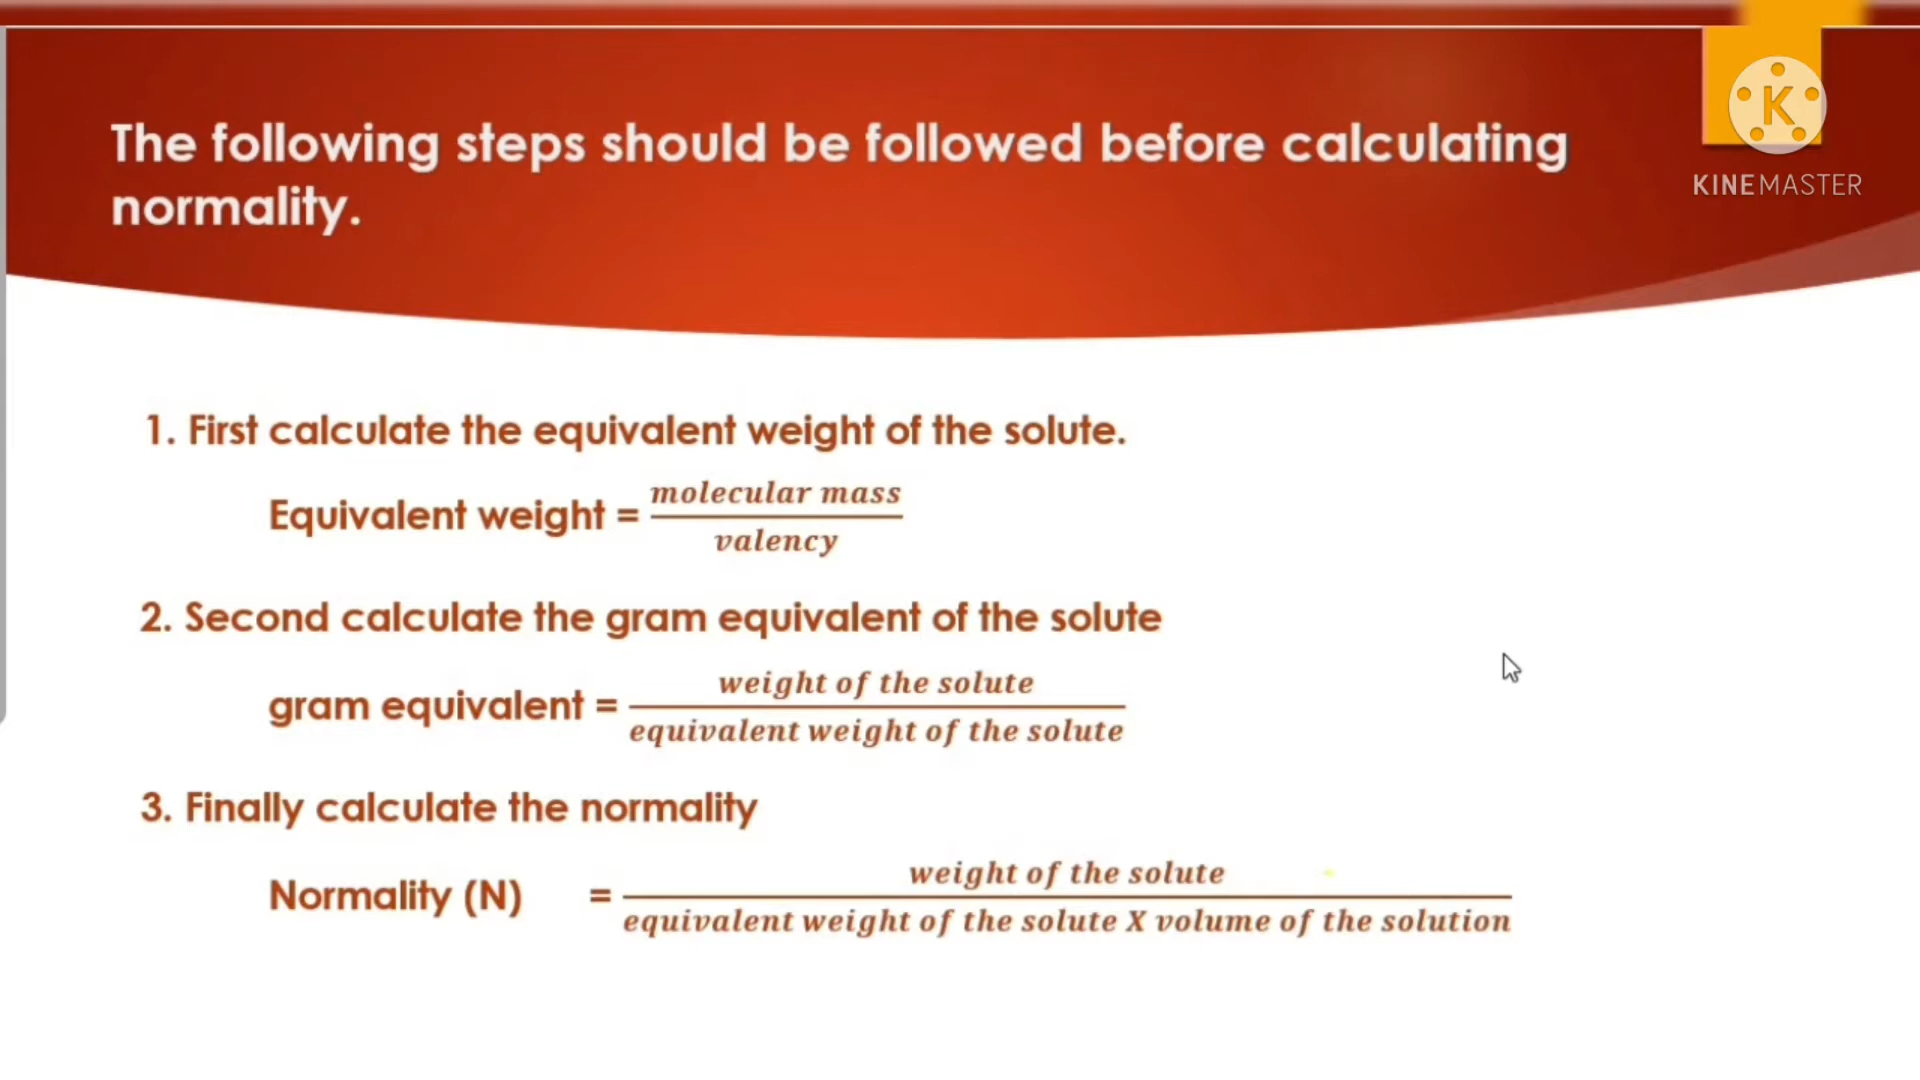 The following steps should be followed before calculating
normality.
K
KINEMASTER
1. First calculate the equivalent weight of the solute.
Equivalent weight = molecular mass
valency
2. Second calculate the gram equivalent of the solute
gram equivalent = weight of the solute
equivalent weight of the solute
3. Finally calculate the normality
Normality (N) = weight of the solute
equivalent weight of the solute X volume of the solution